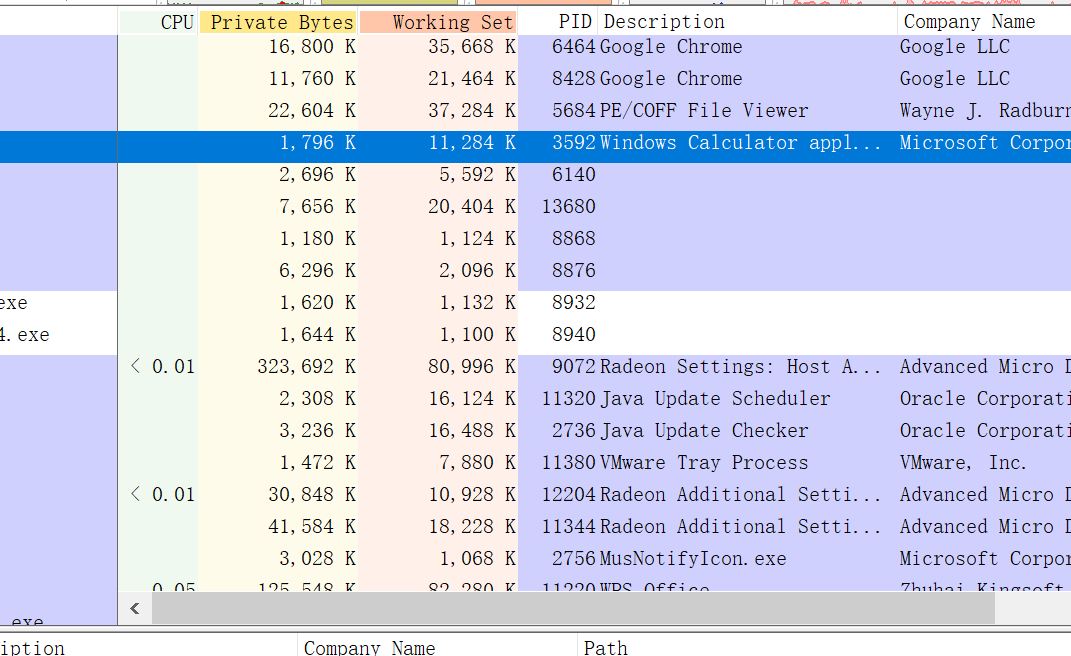 CPU Private Bytes Working Set PID Description Company Name
16,800 K 35,668 K 6464 Google Chrome Google LLC
11,760 K 21,464 K 8428 Google Chrome Google LLC
22,604 K 37,284 K 5684 PE/COFF File Viewer Wayne J. Radburn
1,796 K 11,284 K 3592 Windows Calculator appl... Microsoft Corpor
2,696 K 5,592 K 6140
7,656 K 20,404 K 13680
1,180 K 1,124 K 8868
6,296 K 2,096 K 8876
exe 1,620 K 1,132 K 8932
4.exe 1,644 K 1,100 K 8940
< 0.01 323,692 K 80,996 K 9072 Radeon Settings: Host A... Advanced Micro D
2,308 K 16,124 K 11320 Java Update Scheduler Oracle Corporati
3,236 K 16,488 K 2736 Java Update Checker Oracle Corporati
1,472 K 7,880 K 11380 VMware Tray Process VMware, Inc.
< 0.01 30,848 K 10,928 K 12204 Radeon Additional Setti... Advanced Micro D
41,584 K 18,228 K 11344 Radeon Additional Setti... Advanced Micro D
3,028 K 1,068 K 2756 MusNotifyIcon.exe Microsoft Corpor
0.05 125,548 K 82,280 K 11220 WPS Office Zhuhai Kingsoft
.exe
iption Company Name Path